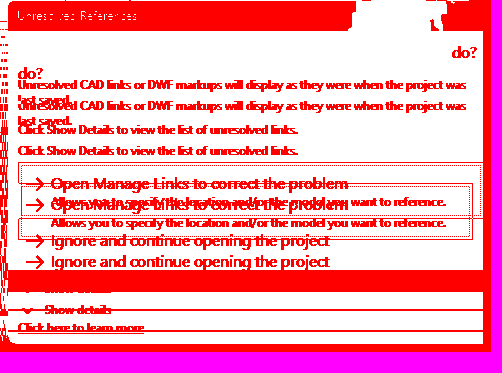 Unresolved References
do?
do?
Unresolved CAD links or DWF markups will display as they were when the project was
last saved.
Unresolved CAD links or DWF markups will display as they were when the project was
last saved.
Click Show Details to view the list of unresolved links.
Click Show Details to view the list of unresolved links.
→ Open Manage Links to correct the problem
Allows you to specify the location and/or the model you want to reference.
→ Open Manage Links to correct the problem
Allows you to specify the location and/or the model you want to reference.
→ Ignore and continue opening the project
→ Ignore and continue opening the project
Show details
Show details
Click here to learn more